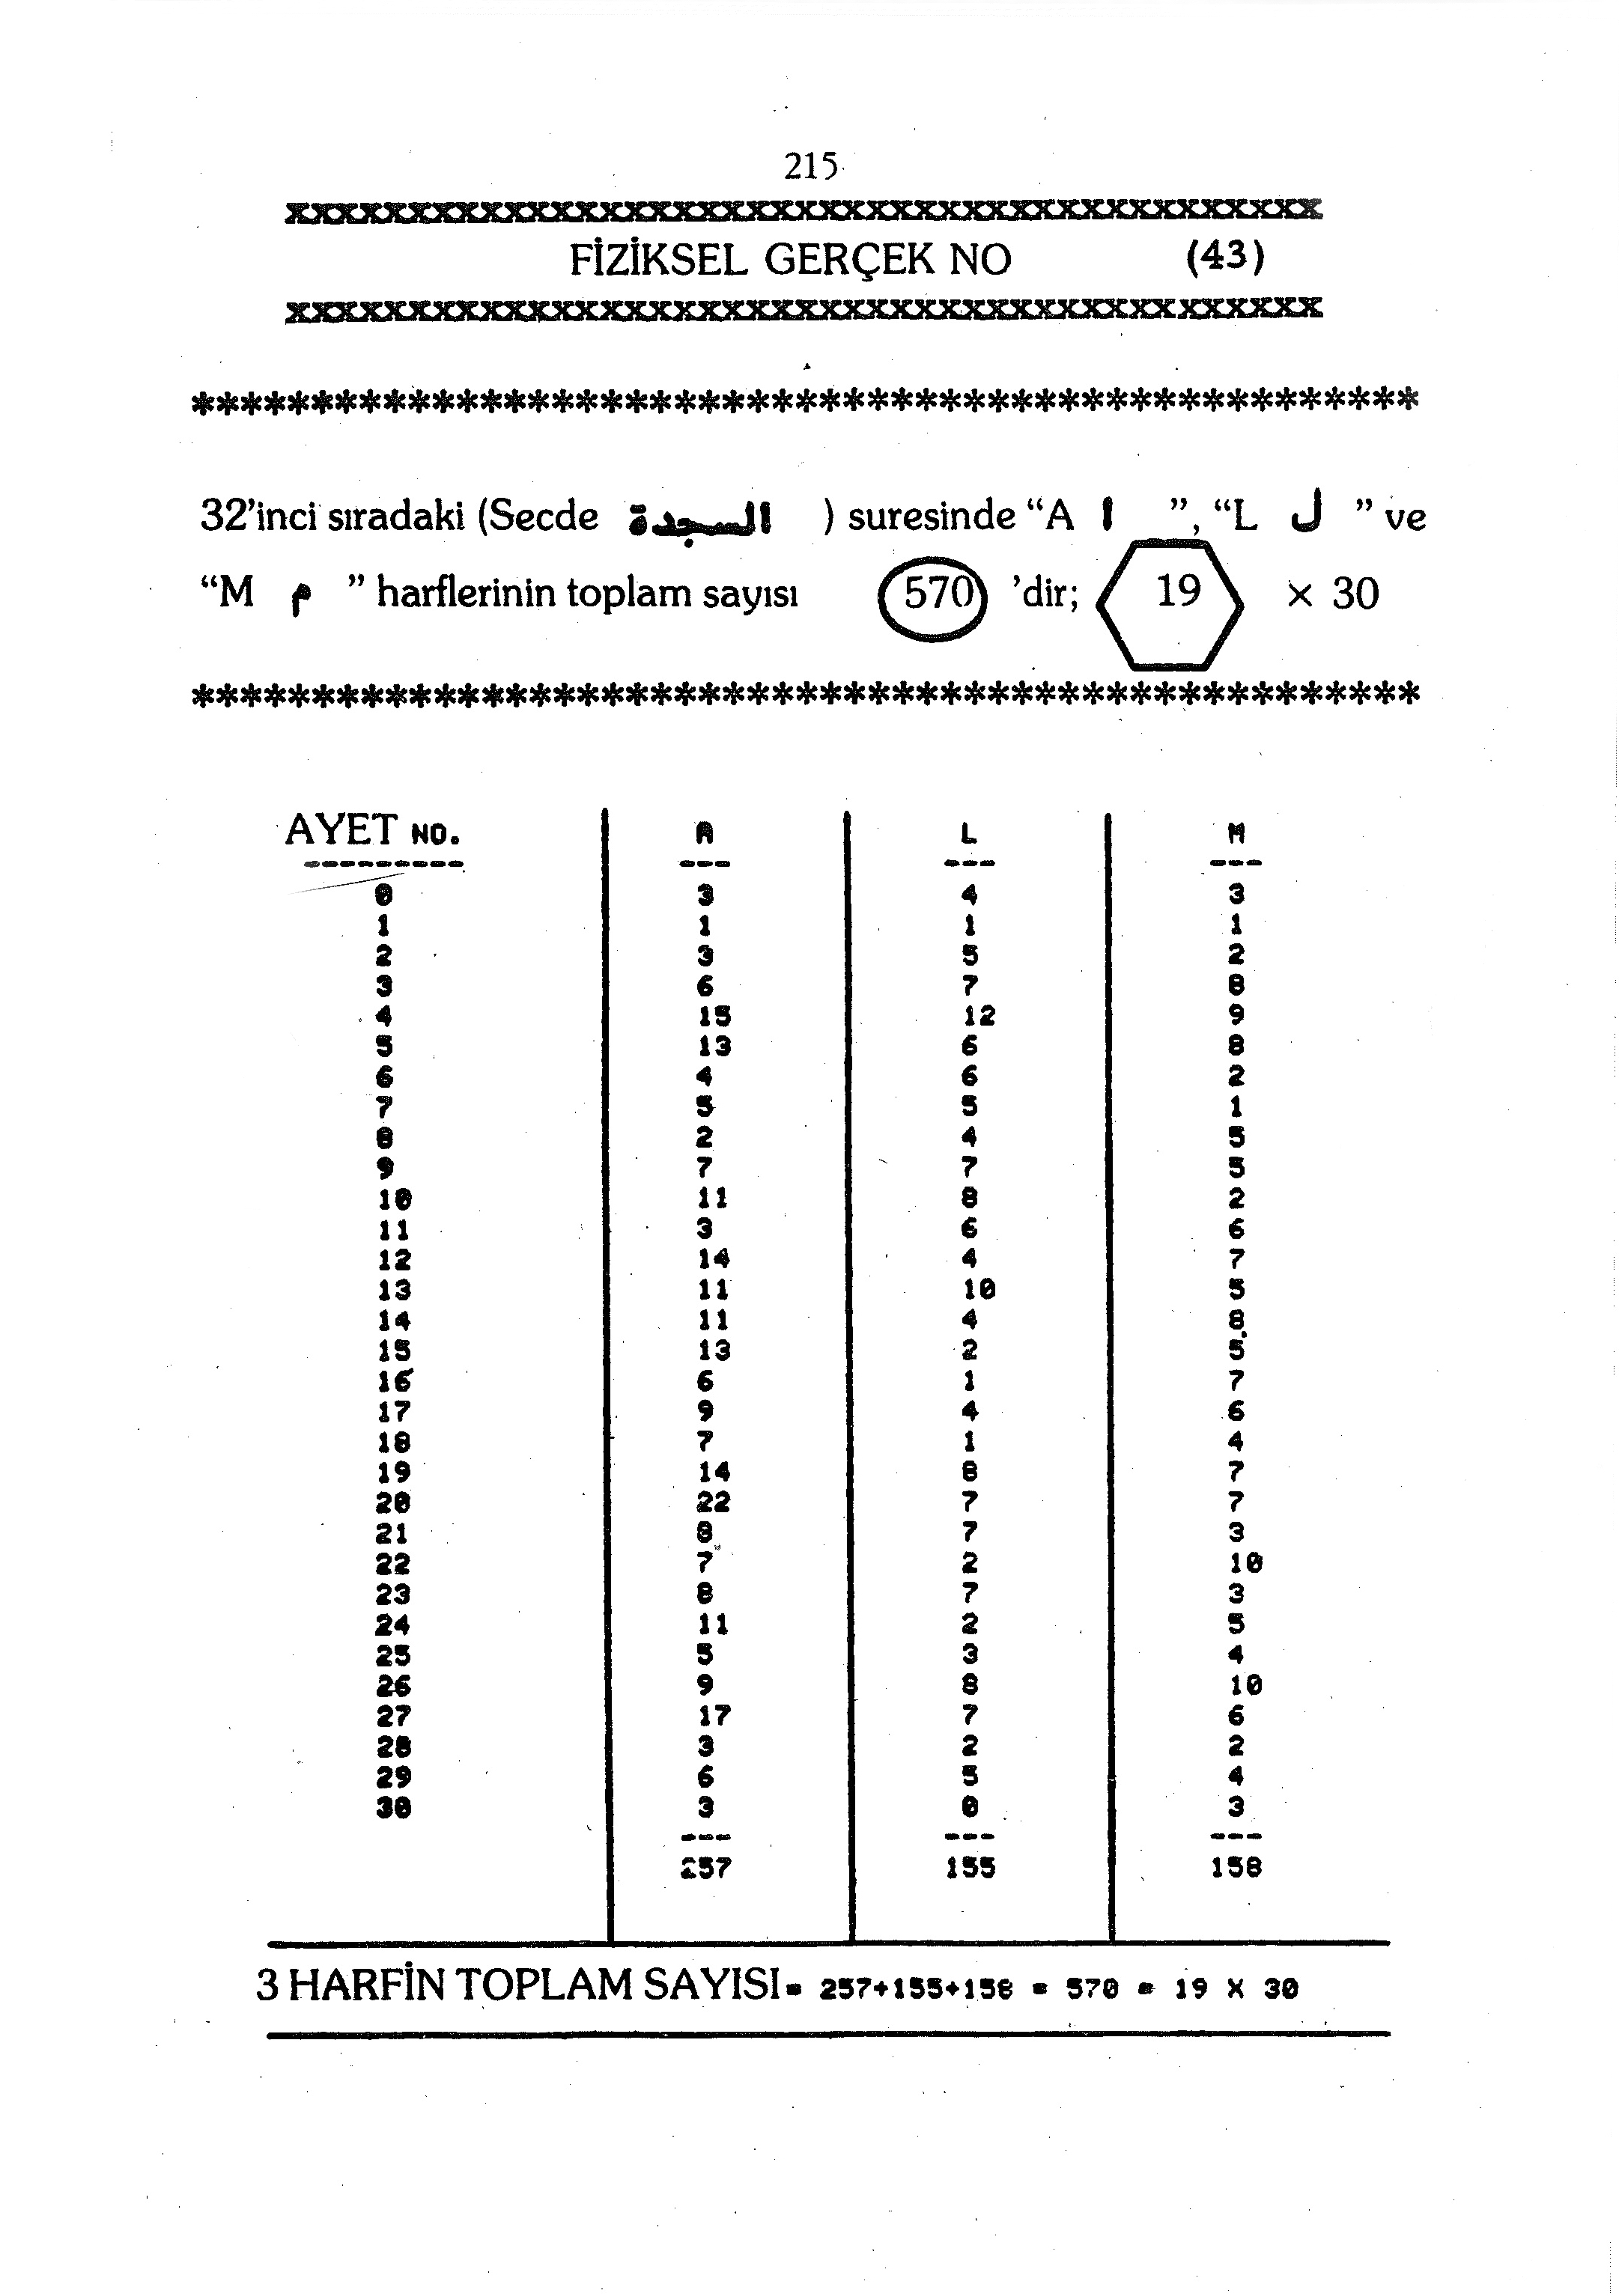 215
xxxxxxxxxxxxxxxxxxxxxxxxxxxxxxxxxxxxxxxxxxx
FİZİKSEL GERÇEK NO (43)
xxxxxxxxxxxxxxxxxxxxxxxxxxxxxxxxxxxxxxxxxxx
***************************************************
32'inci sıradaki (Secde السجدة ) suresinde “A ا ”, “L ل ” ve
“M م ” harflerinin toplam sayısı 570 'dir; 19 × 30
***************************************************
AYET NO. A L M
--------- --- --- ---
0 3 4 3
1 1 1 1
2 3 5 2
3 6 7 8
4 15 12 9
5 13 6 8
6 4 6 2
7 5 5 1
8 2 4 5
9 7 7 5
10 11 8 2
11 3 6 6
12 14 4 7
13 11 10 5
14 11 4 8
15 13 2 5
16 6 1 7
17 9 4 6
18 7 1 4
19 14 8 7
20 22 7 7
21 8 7 3
22 7 2 10
23 8 7 3
24 11 2 5
25 5 3 4
26 9 8 10
27 17 7 6
28 3 2 2
29 6 5 4
30 3 0 3
--- --- ---
257 155 158
3 HARFİN TOPLAM SAYISI= 257+155+158 = 570 = 19 X 30